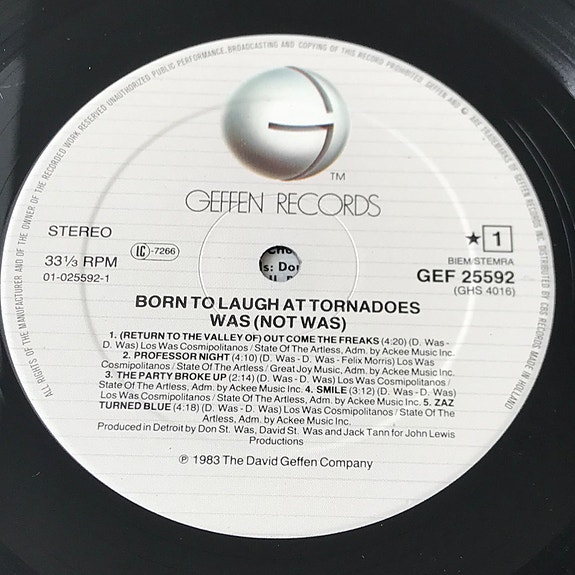 ALL RIGHTS OF THE MANUFACTURER AND OF THE OWNER OF THE RECORDED WORK RESERVED UNAUTHORIZED PUBLIC PERFORMANCE, BROADCASTING AND COPYING OF THIS RECORD PROHIBITED. GEFFEN AND G ARE TRADEMARKS OF GEFFEN RECORDS INC. DISTRIBUTED BY CBS RECORDS MADE IN HOLLAND
G
TM
GEFFEN RECORDS
STEREO
33 1/3 RPM
01-025592-1
LC-7266
★ 1
BIEM/STEMRA
GEF 25592
(GHS 4016)
BORN TO LAUGH AT TORNADOES
WAS (NOT WAS)
1. (RETURN TO THE VALLEY OF) OUT COME THE FREAKS (4:20) (D. Was -
D. Was) Los Was Cosmipolitanos / State Of The Artless, Adm. by Ackee Music Inc.
2. PROFESSOR NIGHT (4:10) (D. Was - D. Was - Felix Morris) Los Was
Cosmipolitanos / State Of The Artless / Great Joy Music, Adm. by Ackee Music Inc.
3. THE PARTY BROKE UP (2:14) (D. Was - D. Was) Los Was Cosmipolitanos /
State Of The Artless, Adm. by Ackee Music Inc. 4. SMILE (3:12) (D. Was - D. Was)
Los Was Cosmipolitanos / State Of The Artless, Adm. by Ackee Music Inc. 5. ZAZ
TURNED BLUE (4:18) (D. Was - D. Was) Los Was Cosmipolitanos / State Of The
Artless, Adm. by Ackee Music Inc.
Produced in Detroit by Don St. Was, David St. Was and Jack Tann for John Lewis
Productions
℗ 1983 The David Geffen Company